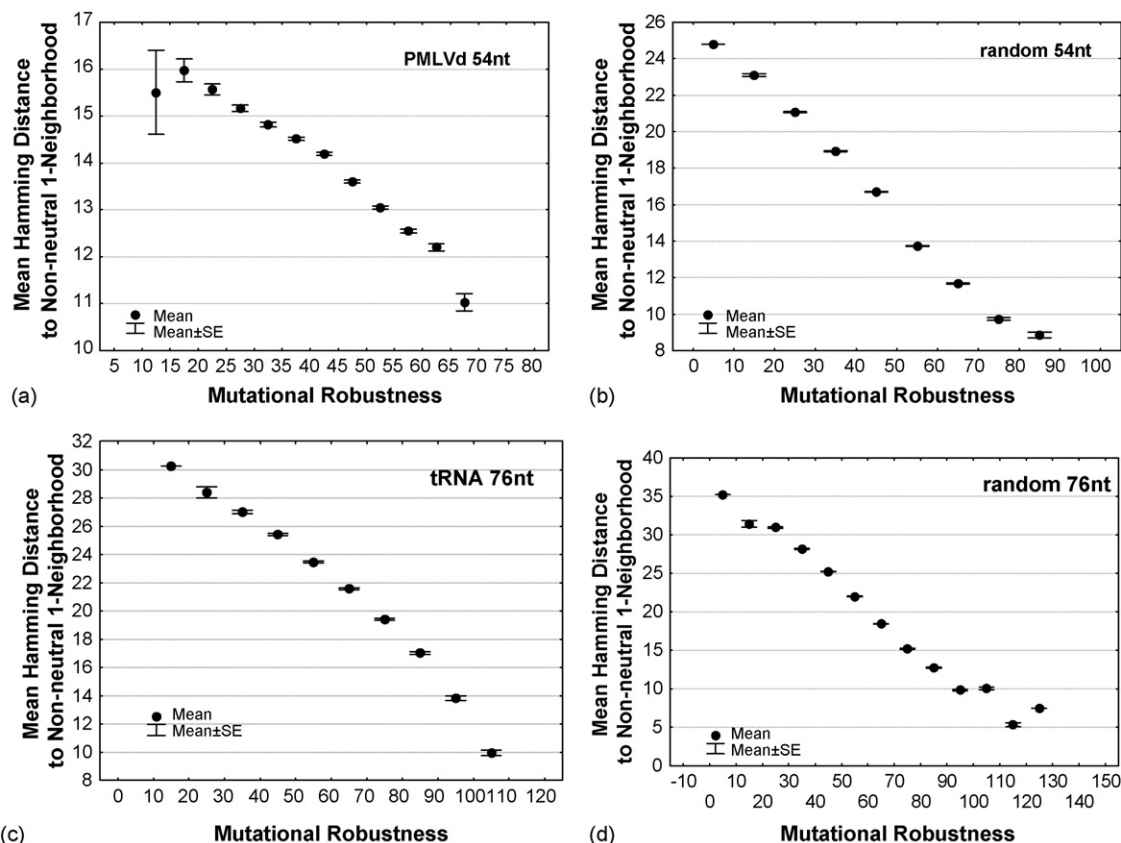 PMLVd 54nt
Mean Hamming Distance
to Non-neutral 1-Neighborhood
17
16
15
14
13
12
11
10
Mean
Mean±SE
5 10 15 20 25 30 35 40 45 50 55 60 65 70 75 80
(a)
Mutational Robustness
random 54nt
Mean Hamming Distance
to Non-neutral 1-Neighborhood
26
24
22
20
18
16
14
12
10
8
Mean
Mean±SE
0 10 20 30 40 50 60 70 80 90 100
(b)
Mutational Robustness
tRNA 76nt
Mean Hamming Distance
to Non-neutral 1-Neighborhood
32
30
28
26
24
22
20
18
16
14
12
10
8
Mean
Mean±SE
0 10 20 30 40 50 60 70 80 90 100 110 120
(c)
Mutational Robustness
random 76nt
Mean Hamming Distance
to Non-neutral 1-Neighborhood
40
35
30
25
20
15
10
5
0
Mean
Mean±SE
-10 10 30 50 70 90 110 130 150
0 20 40 60 80 100 120 140
(d)
Mutational Robustness